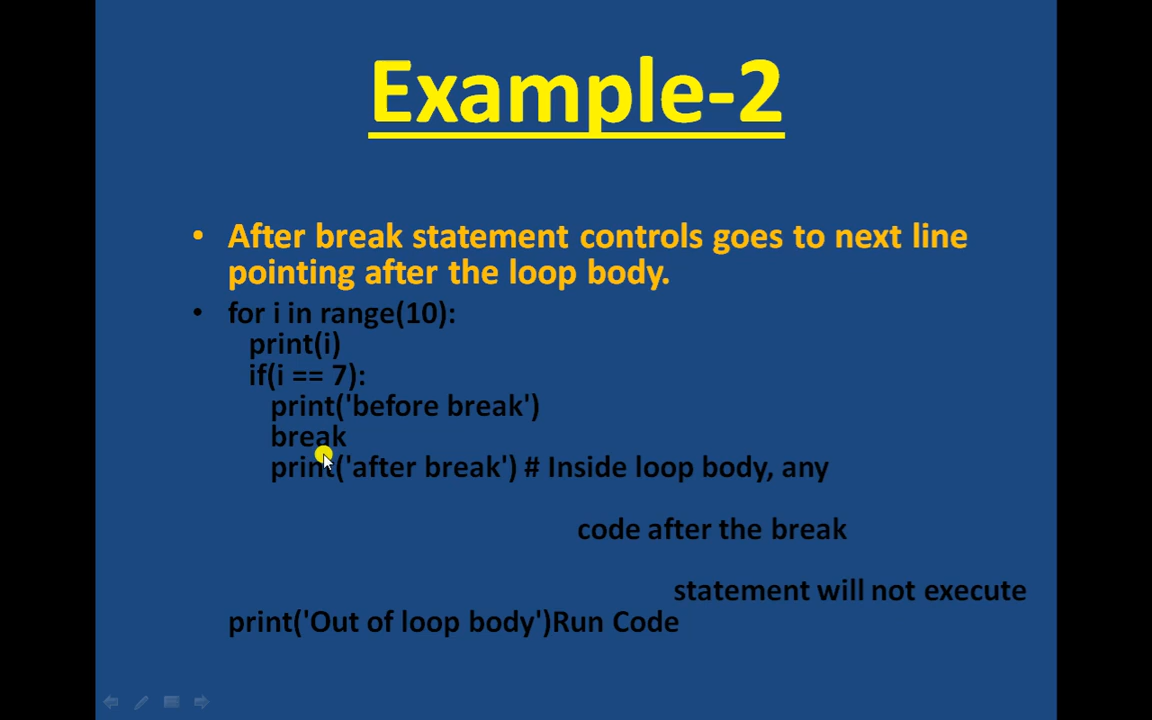 Example-2
• After break statement controls goes to next line
pointing after the loop body.
• for i in range(10):
print(i)
if(i == 7):
print('before break')
break
print('after break') # Inside loop body, any
code after the break
statement will not execute
print('Out of loop body')Run Code